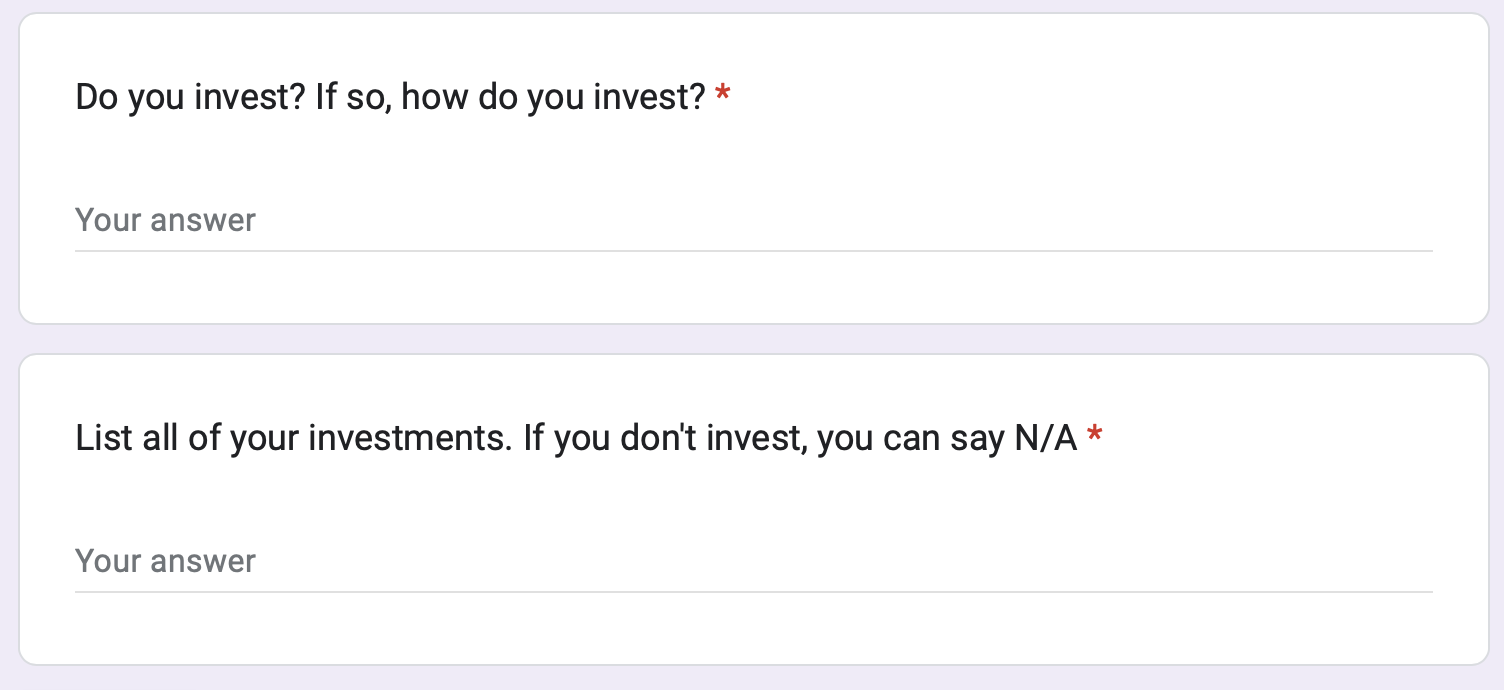 Do you invest? If so, how do you invest? *
Your answer
List all of your investments. If you don't invest, you can say N/A *
Your answer